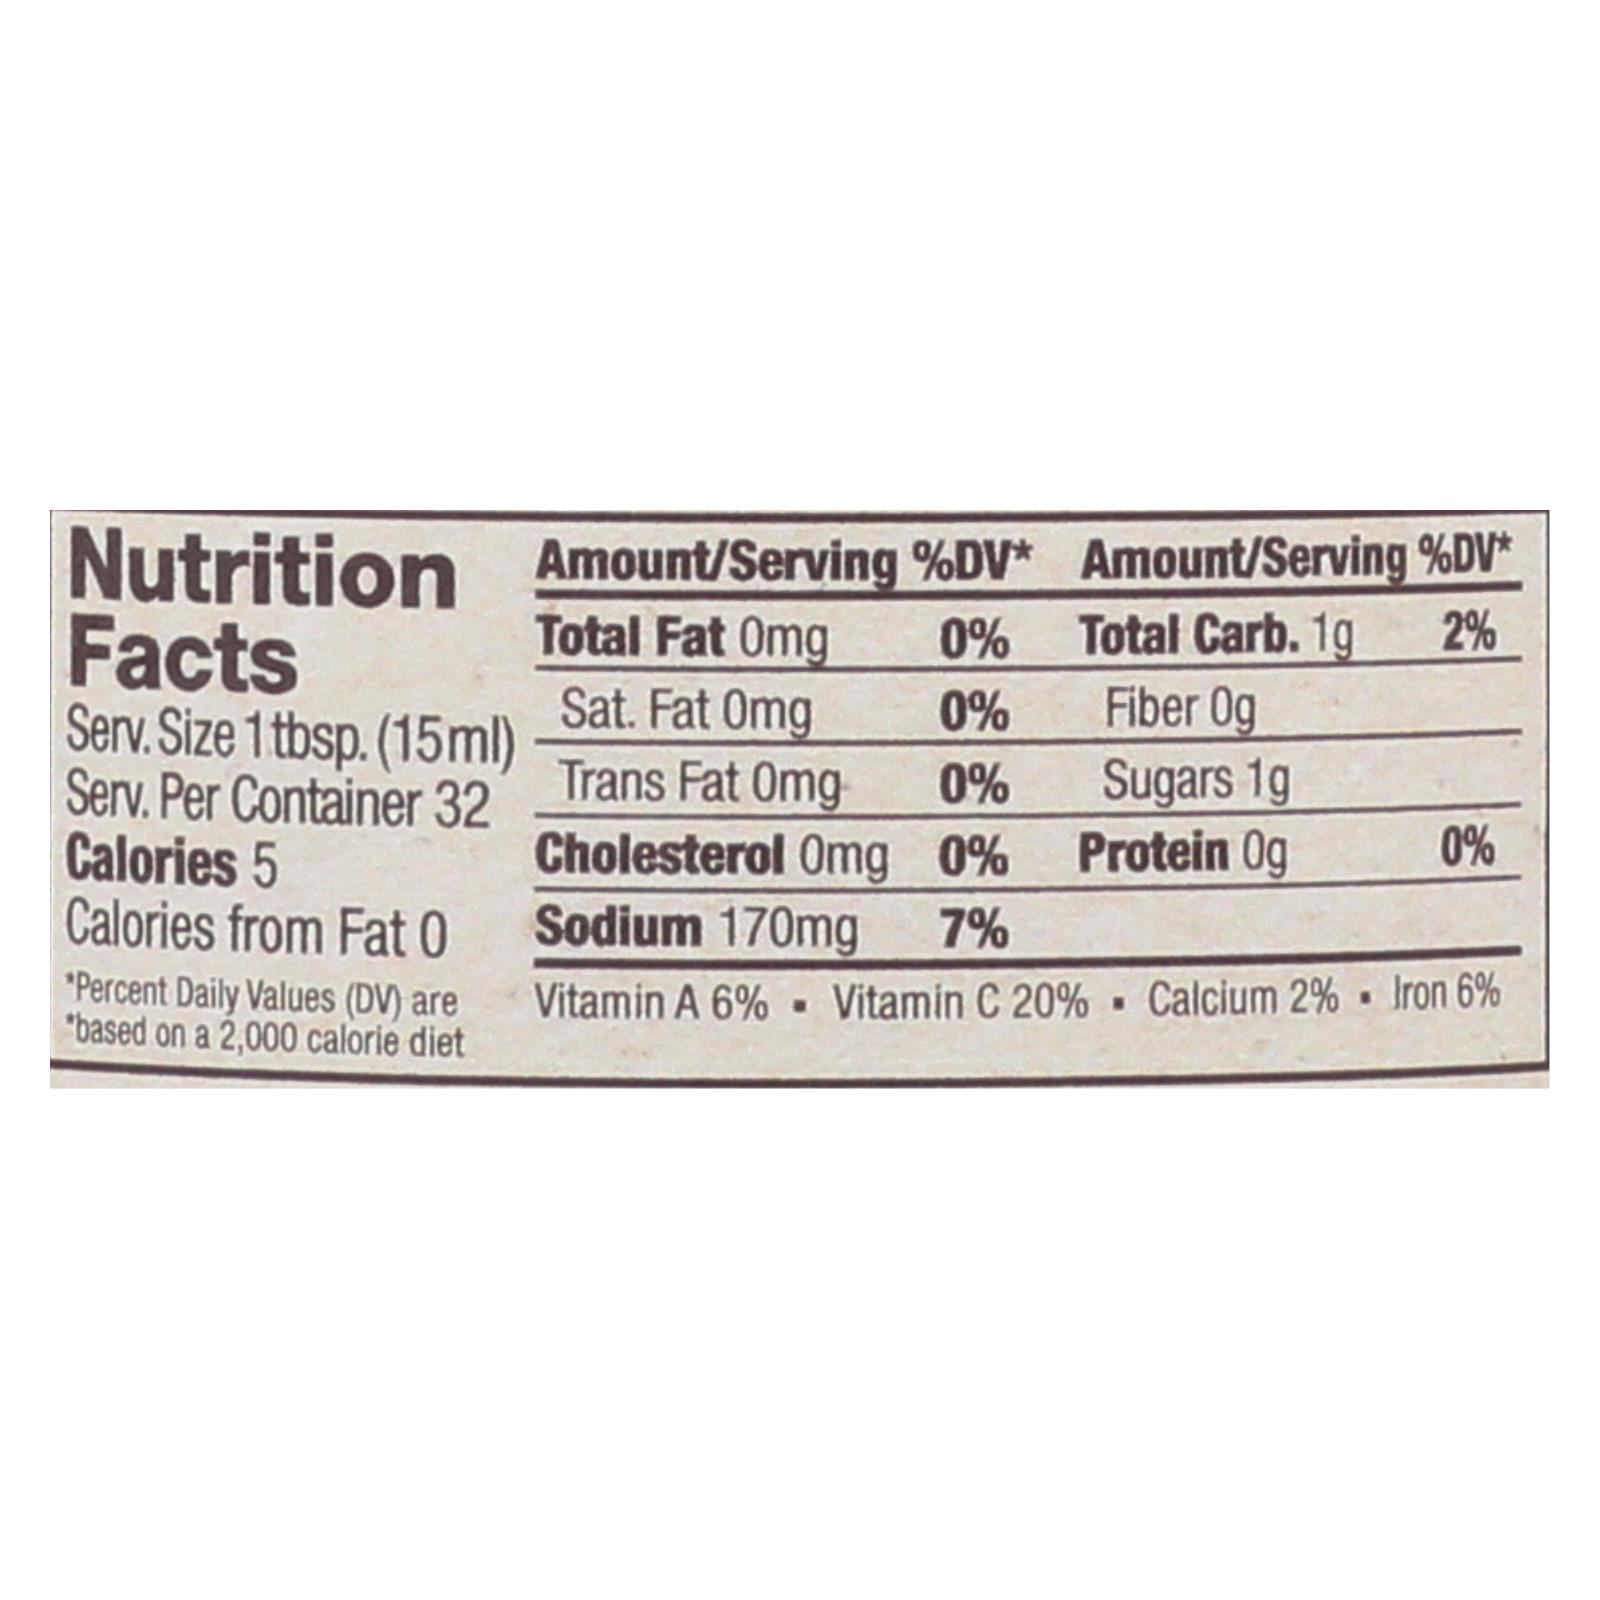 Nutrition
Facts
Serv. Size 1 tbsp. (15ml)
Serv. Per Container 32
Calories 5
Calories from Fat 0
*Percent Daily Values (DV) are
*based on a 2,000 calorie diet
Amount/Serving %DV*
Total Fat 0mg 0%
Sat. Fat 0mg 0%
Trans Fat 0mg 0%
Cholesterol 0mg 0%
Sodium 170mg 7%
Amount/Serving %DV*
Total Carb. 1g 2%
Fiber 0g
Sugars 1g
Protein 0g 0%
Vitamin A 6% ▪ Vitamin C 20% ▪ Calcium 2% ▪ Iron 6%